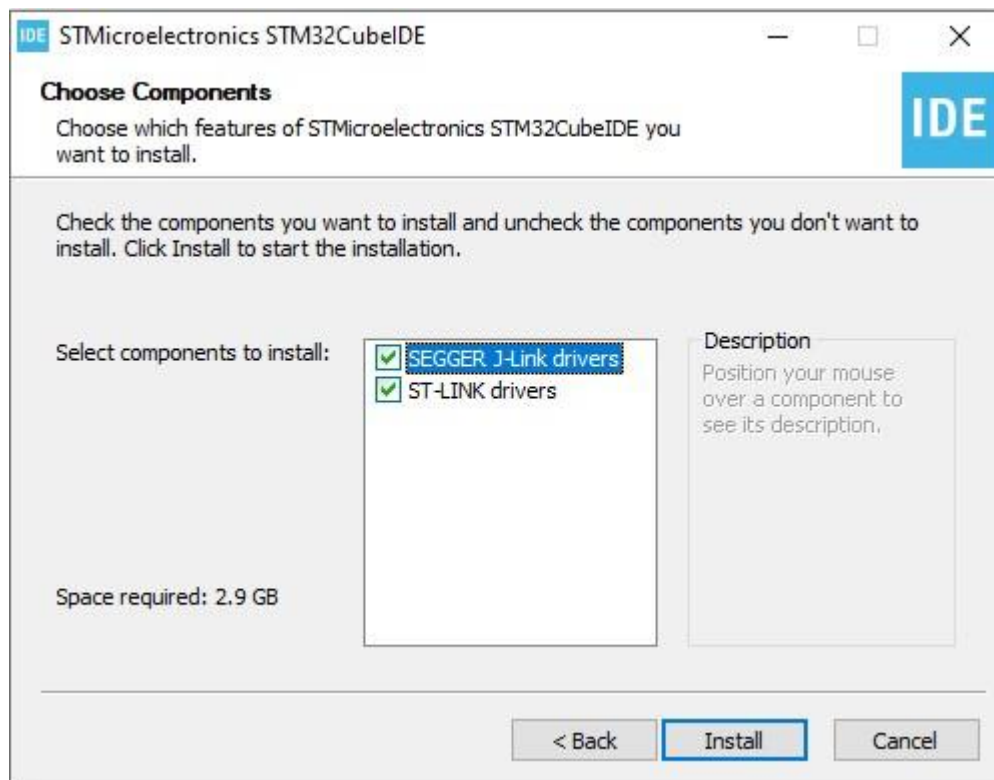 IDE STMicroelectronics STM32CubeIDE
Choose Components
Choose which features of STMicroelectronics STM32CubeIDE you
want to install.
IDE
Check the components you want to install and uncheck the components you don't want to
install. Click Install to start the installation.
Select components to install:
SEGGER J-Link drivers
ST-LINK drivers
Description
Position your mouse
over a component to
see its description.
Space required: 2.9 GB
< Back
Install
Cancel